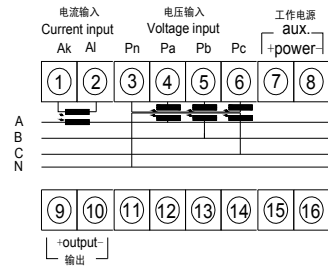 电流输入 电压输入 工作电源
Current input Voltage input aux.
Ak Al Pn Pa Pb Pc +power-
1 2 3 4 5 6 7 8
A
B
C
N
9 10 11 12 13 14 15 16
+output-
输出